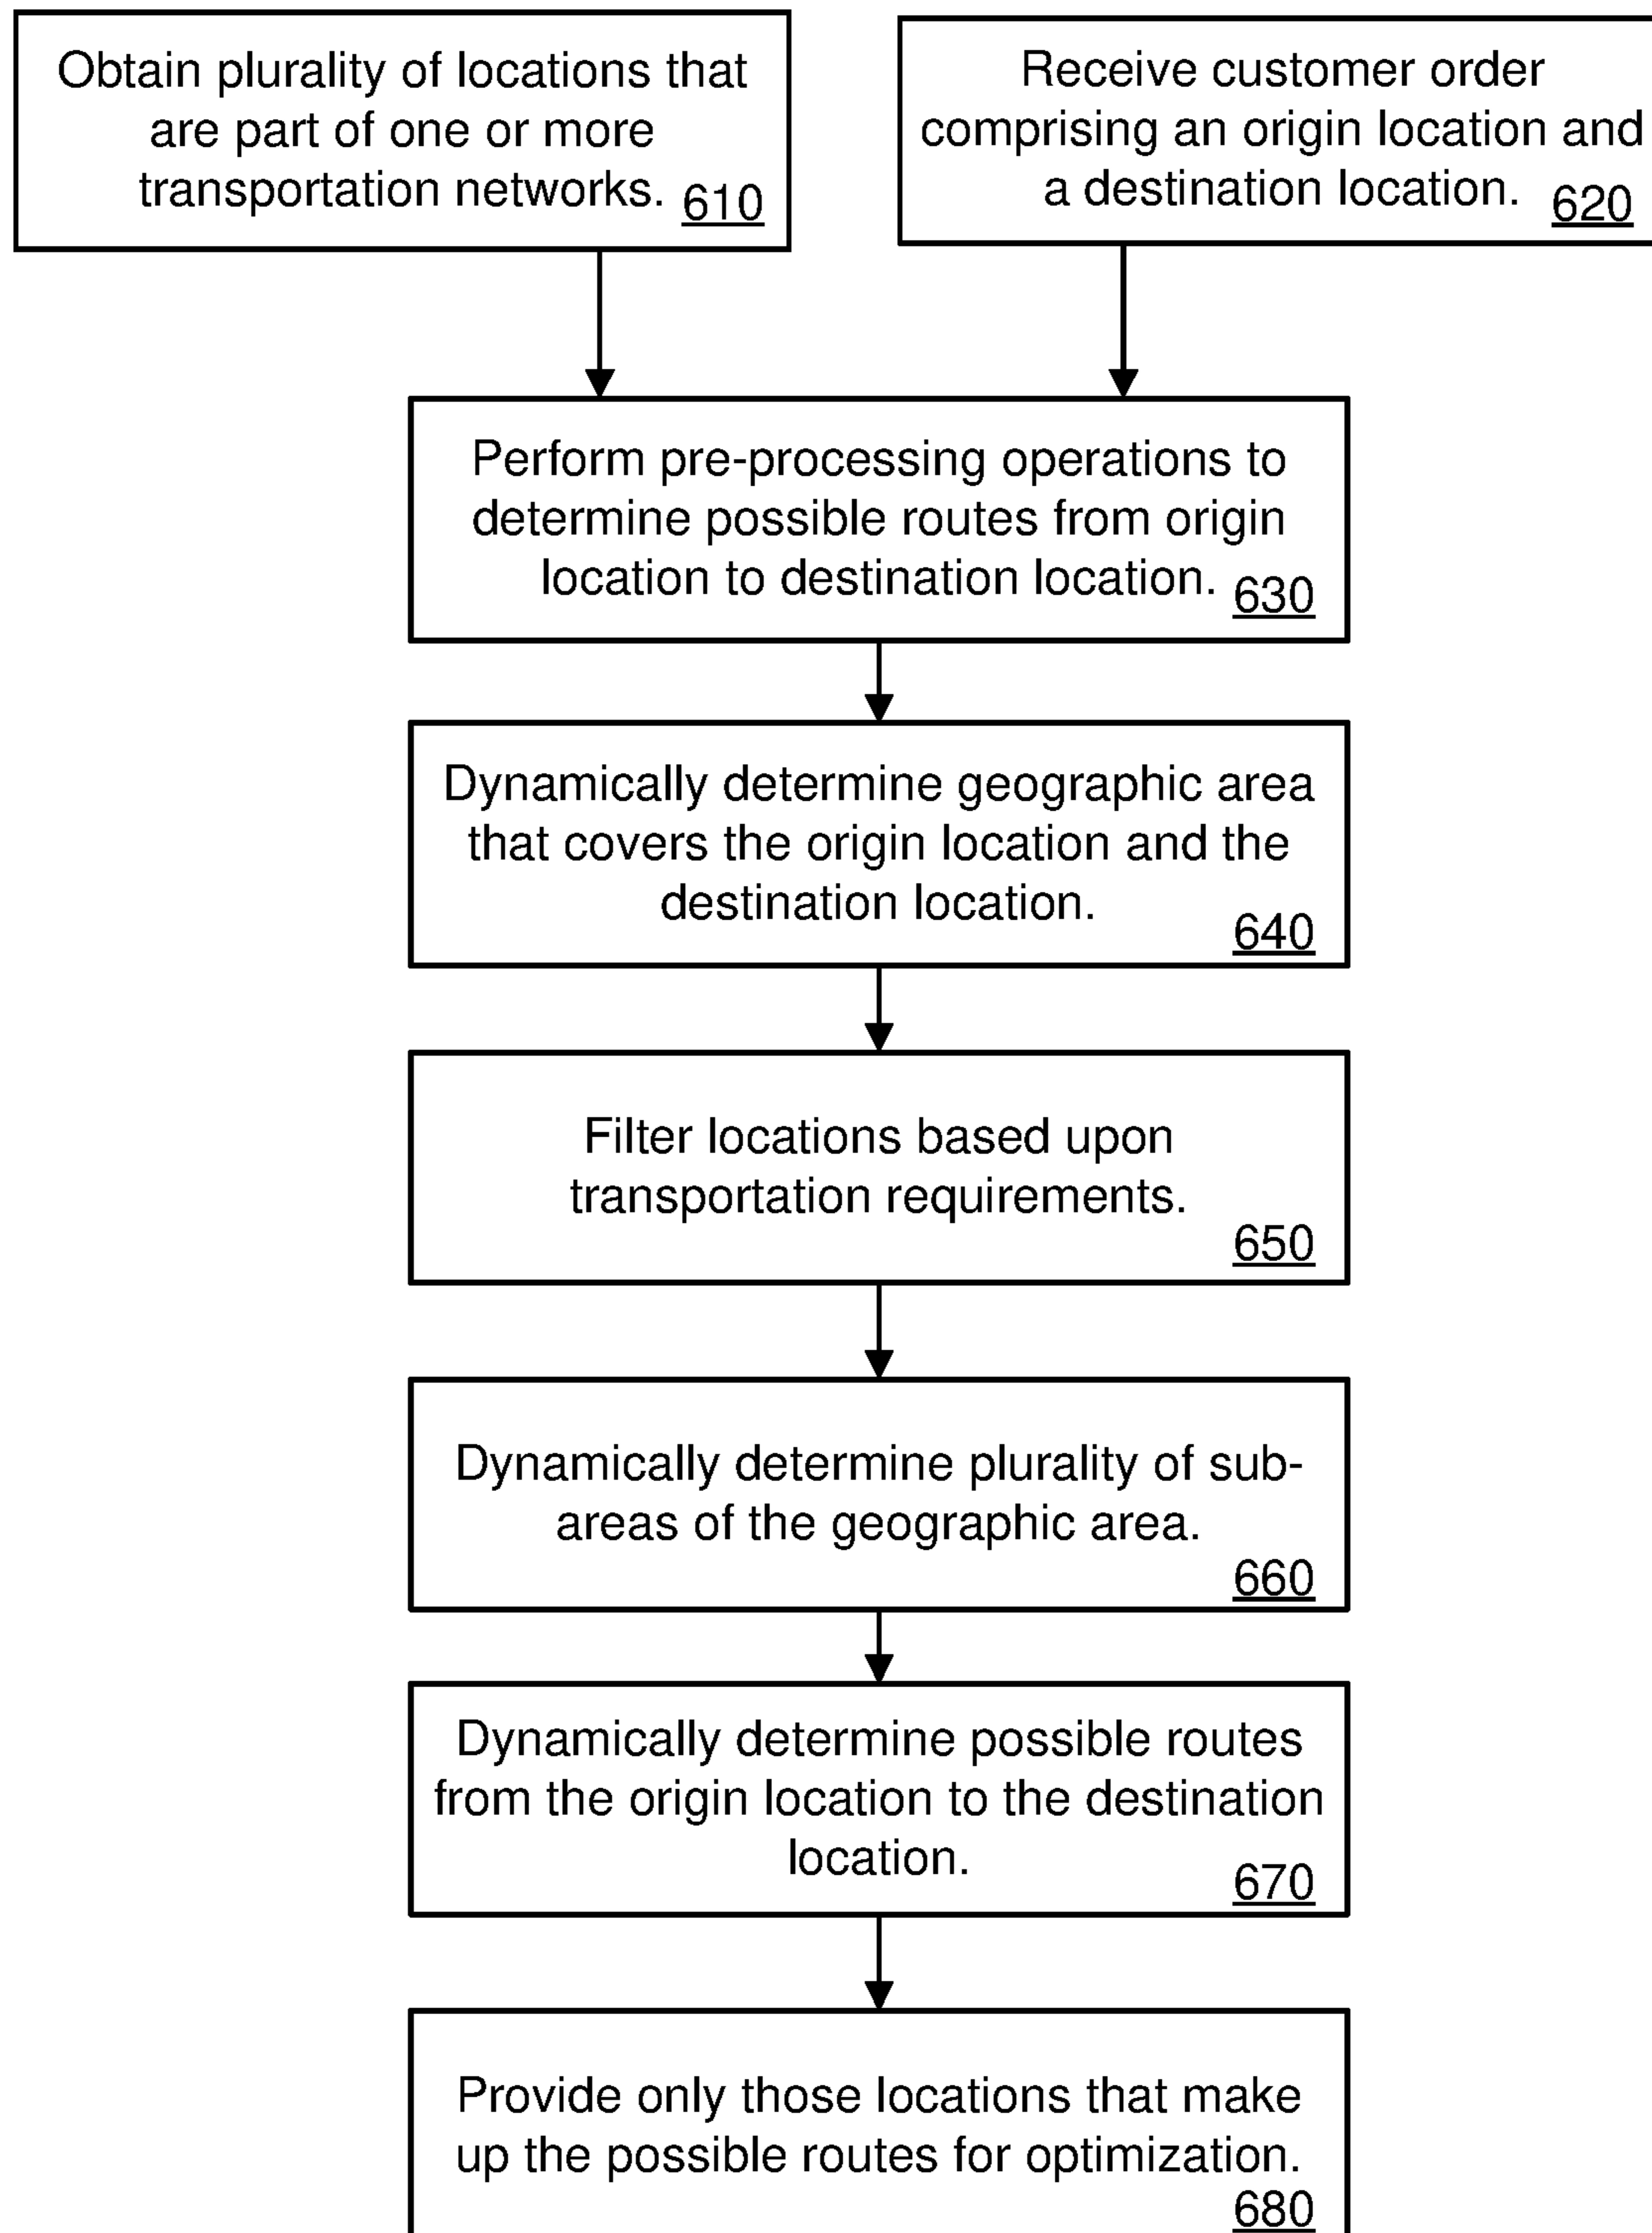 Obtain plurality of locations that
are part of one or more
transportation networks. 610
Receive customer order
comprising an origin location and
a destination location. 620
Perform pre-processing operations to
determine possible routes from origin
location to destination location. 630
Dynamically determine geographic area
that covers the origin location and the
destination location.
640
Filter locations based upon
transportation requirements.
650
Dynamically determine plurality of sub-
areas of the geographic area.
660
Dynamically determine possible routes
from the origin location to the destination
location.
670
Provide only those locations that make
up the possible routes for optimization.
680